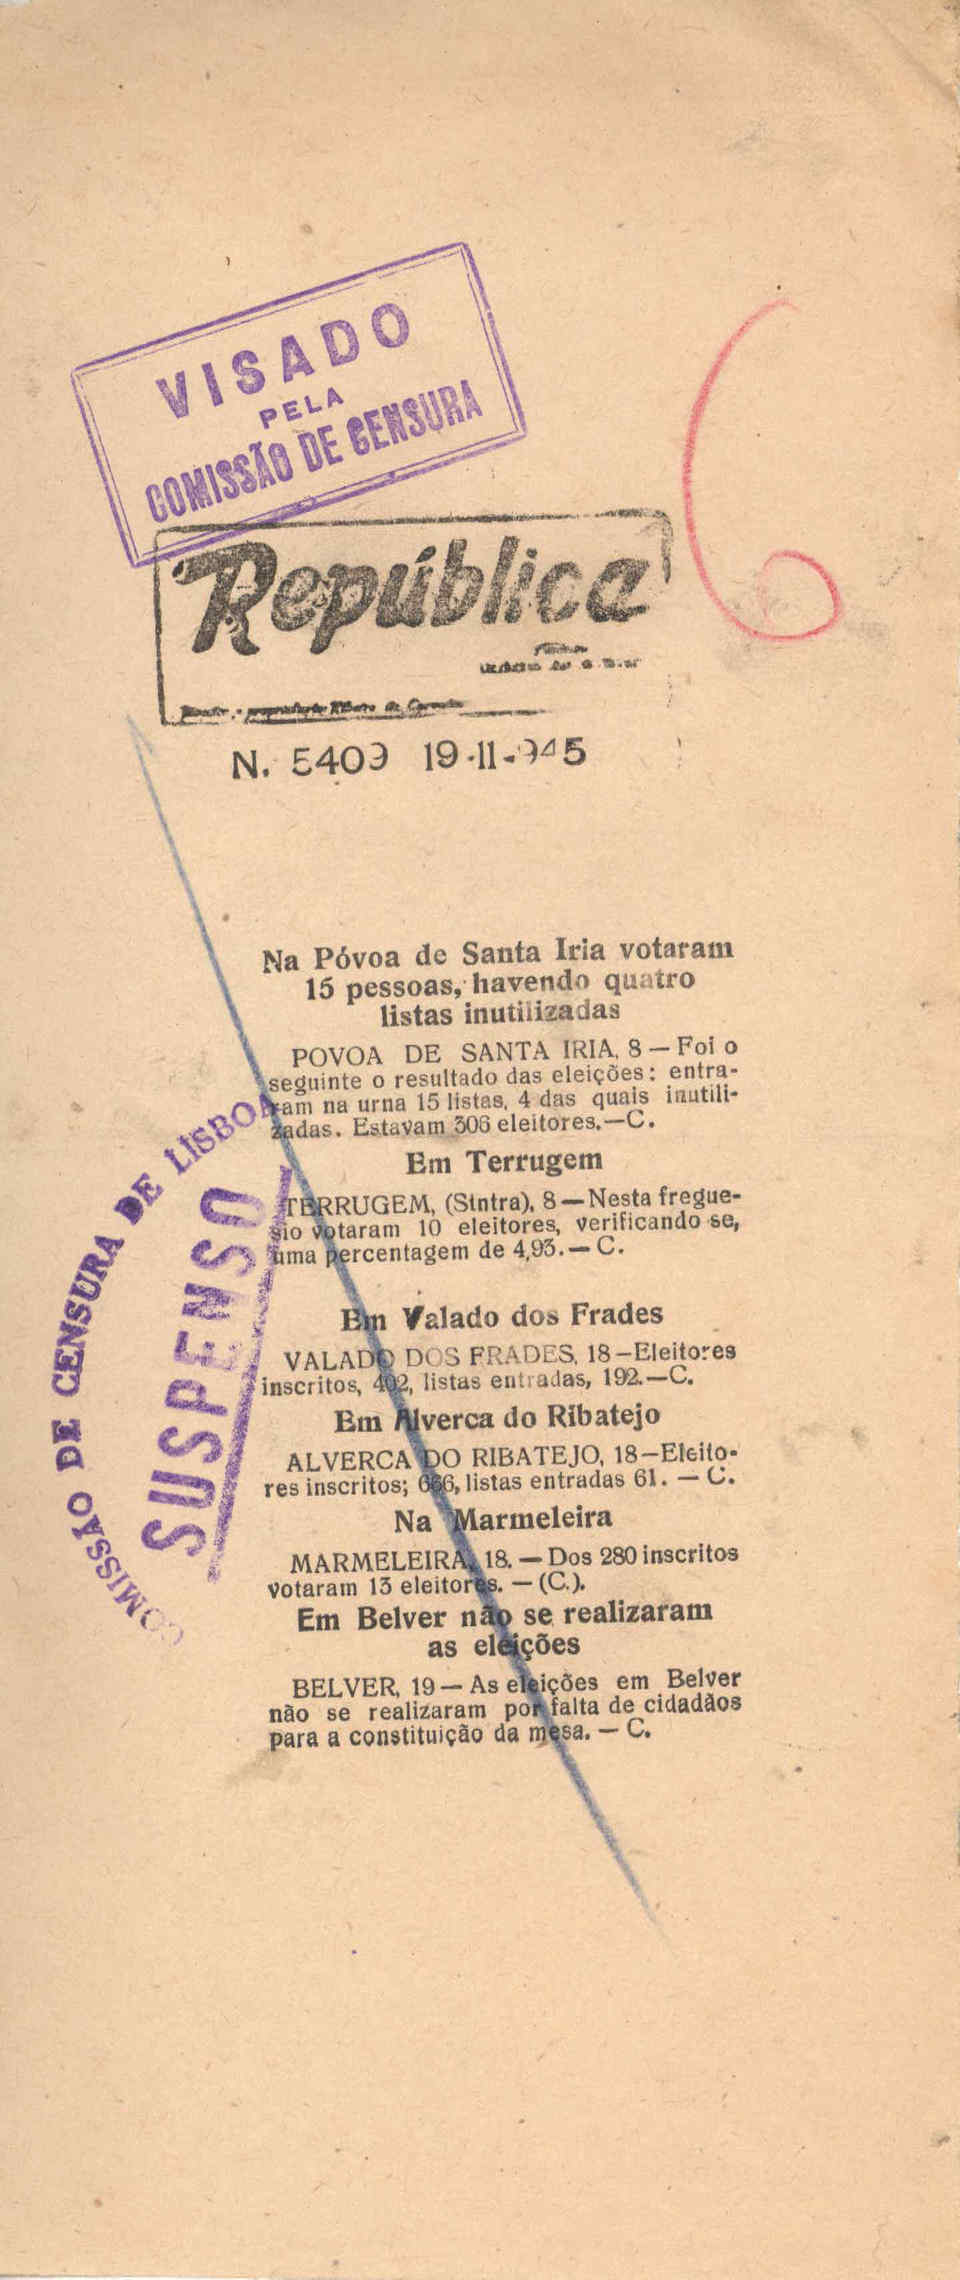 VISADO
PELA
COMISSÃO DE CENSURA
República
N. 5409 19-11-945
Na Póvoa de Santa Iria votaram
15 pessoas, havendo quatro
listas inutilizadas
POVOA DE SANTA IRIA, 8 — Foi o
seguinte o resultado das eleições: entra-
ram na urna 15 listas, 4 das quais inutili-
zadas. Estavam 306 eleitores.—C.
Em Terrugem
TERRUGEM, (Sintra), 8 — Nesta fregue-
sio votaram 10 eleitores, verificando-se,
uma percentagem de 4,93. — C.
Em Valado dos Frades
VALADO DOS FRADES, 18—Eleitores
inscritos, 402, listas entradas, 192.—C.
Em Alverca do Ribatejo
ALVERCA DO RIBATEJO, 18—Eleito-
res inscritos; 666, listas entradas 61. — C.
Na Marmeleira
MARMELEIRA, 18. — Dos 280 inscritos
votaram 13 eleitores. — (C.).
Em Belver não se realizaram
as eleições
BELVER, 19 — As eleições em Belver
não se realizaram por falta de cidadãos
para a constituição da mesa. — C.
COMISSÃO DE CENSURA DE LISBOA
SUSPENSO
6